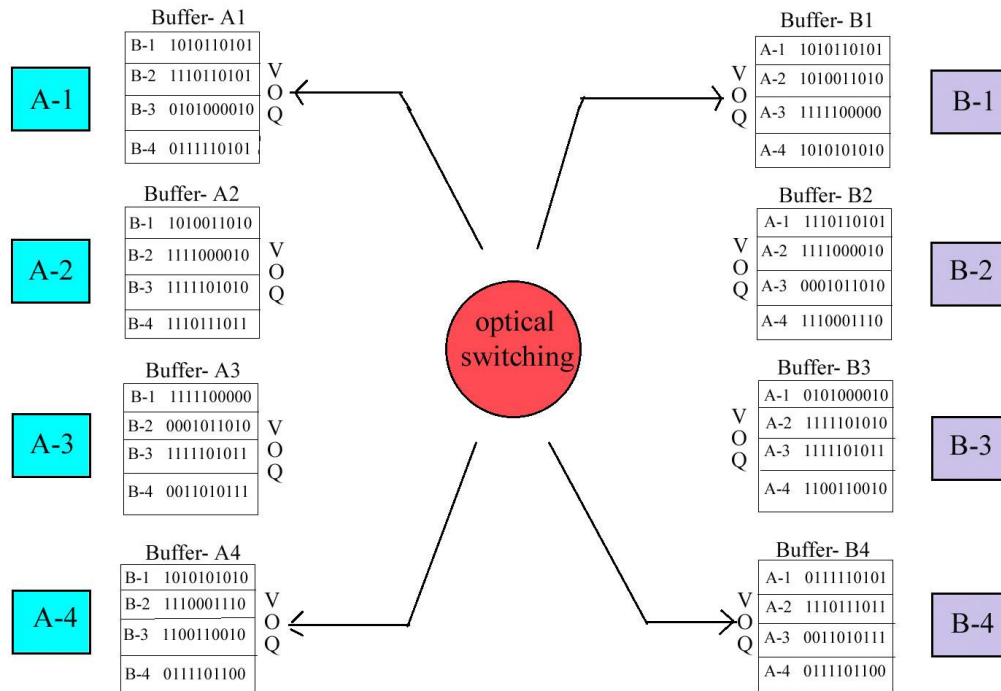 Buffer- A1
B-1 1010110101
B-2 1110110101
B-3 0101000010
B-4 0111110101
V
O
Q
A-1
Buffer- A2
B-1 1010011010
B-2 1111000010
B-3 1111101010
B-4 1110111011
V
O
Q
A-2
Buffer- A3
B-1 1111100000
B-2 0001011010
B-3 1111101011
B-4 0011010111
V
O
Q
A-3
Buffer- A4
B-1 1010101010
B-2 1110001110
B-3 1100110010
B-4 0111101100
V
O
Q
A-4
optical
switching
Buffer- B1
A-1 1010110101
A-2 1010011010
A-3 1111100000
A-4 1010101010
V
O
Q
B-1
Buffer- B2
A-1 1110110101
A-2 1111000010
A-3 0001011010
A-4 1110001110
V
O
Q
B-2
Buffer- B3
A-1 0101000010
A-2 1111101010
A-3 1111101011
A-4 1100110010
V
O
Q
B-3
Buffer- B4
A-1 0111110101
A-2 1110111011
A-3 0011010111
A-4 0111101100
V
O
Q
B-4